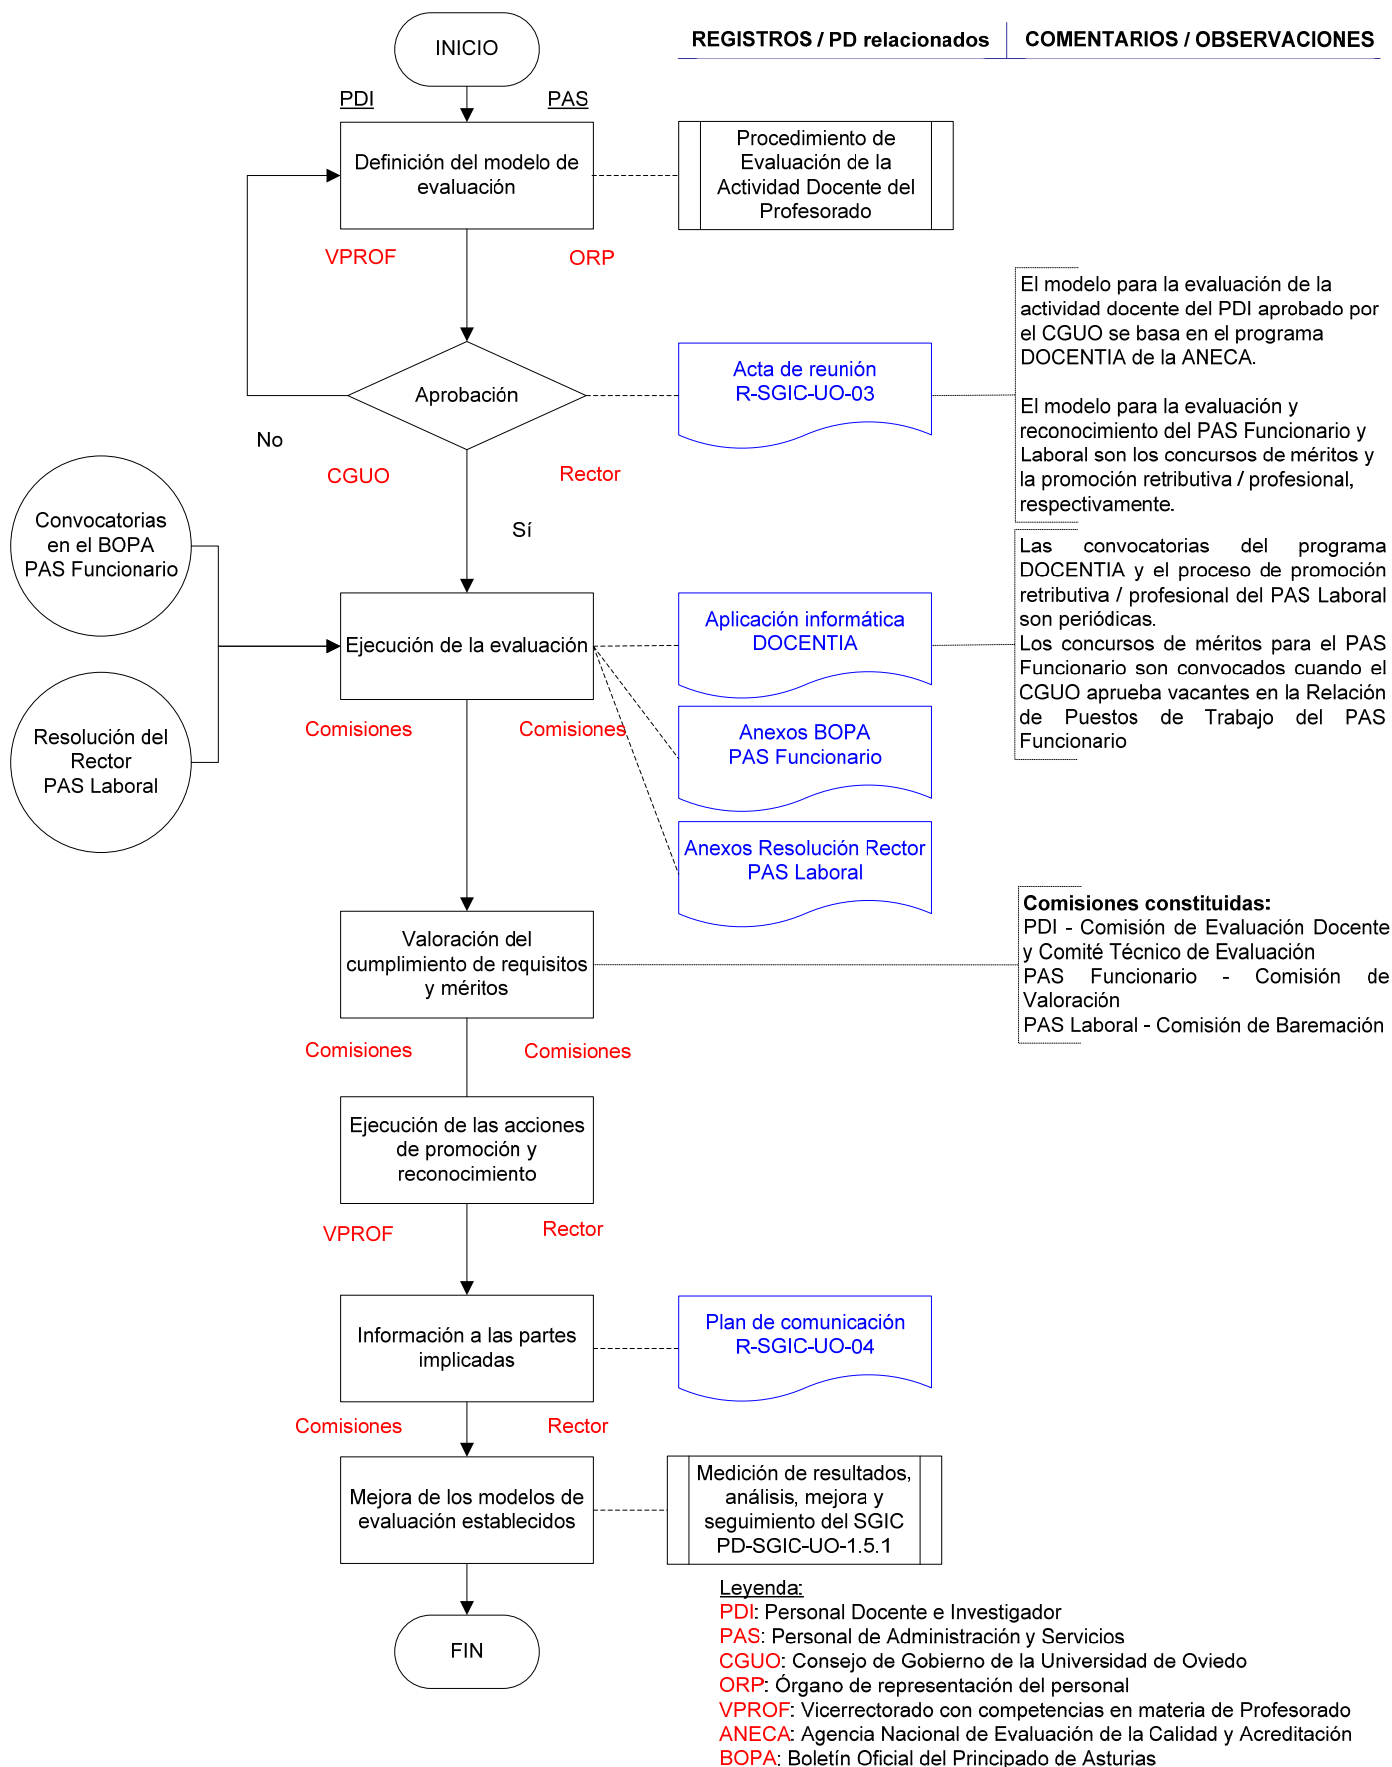 INICIO
REGISTROS / PD relacionados
COMENTARIOS / OBSERVACIONES
PDI
PAS
Definición del modelo de
evaluación
Procedimiento de
Evaluación de la
Actividad Docente del
Profesorado
VPROF
ORP
El modelo para la evaluación de la
actividad docente del PDI aprobado por
el CGUO se basa en el programa
DOCENTIA de la ANECA.
El modelo para la evaluación y
reconocimiento del PAS Funcionario y
Laboral son los concursos de méritos y
la promoción retributiva / profesional,
respectivamente.
Aprobación
Acta de reunión
R-SGIC-UO-03
No
CGUO
Rector
Sí
Convocatorias
en el BOPA
PAS Funcionario
Resolución del
Rector
PAS Laboral
Ejecución de la evaluación
Aplicación informática
DOCENTIA
Las convocatorias del programa
DOCENTIA y el proceso de promoción
retributiva / profesional del PAS Laboral
son periódicas.
Los concursos de méritos para el PAS
Funcionario son convocados cuando el
CGUO aprueba vacantes en la Relación
de Puestos de Trabajo del PAS
Funcionario
Comisiones
Comisiones
Anexos BOPA
PAS Funcionario
Anexos Resolución Rector
PAS Laboral
Valoración del
cumplimiento de requisitos
y méritos
Comisiones constituidas:
PDI - Comisión de Evaluación Docente
y Comité Técnico de Evaluación
PAS Funcionario - Comisión de
Valoración
PAS Laboral - Comisión de Baremación
Comisiones
Comisiones
Ejecución de las acciones
de promoción y
reconocimiento
VPROF
Rector
Información a las partes
implicadas
Plan de comunicación
R-SGIC-UO-04
Comisiones
Rector
Mejora de los modelos de
evaluación establecidos
Medición de resultados,
análisis, mejora y
seguimiento del SGIC
PD-SGIC-UO-1.5.1
FIN
Leyenda:
PDI: Personal Docente e Investigador
PAS: Personal de Administración y Servicios
CGUO: Consejo de Gobierno de la Universidad de Oviedo
ORP: Órgano de representación del personal
VPROF: Vicerrectorado con competencias en materia de Profesorado
ANECA: Agencia Nacional de Evaluación de la Calidad y Acreditación
BOPA: Boletín Oficial del Principado de Asturias